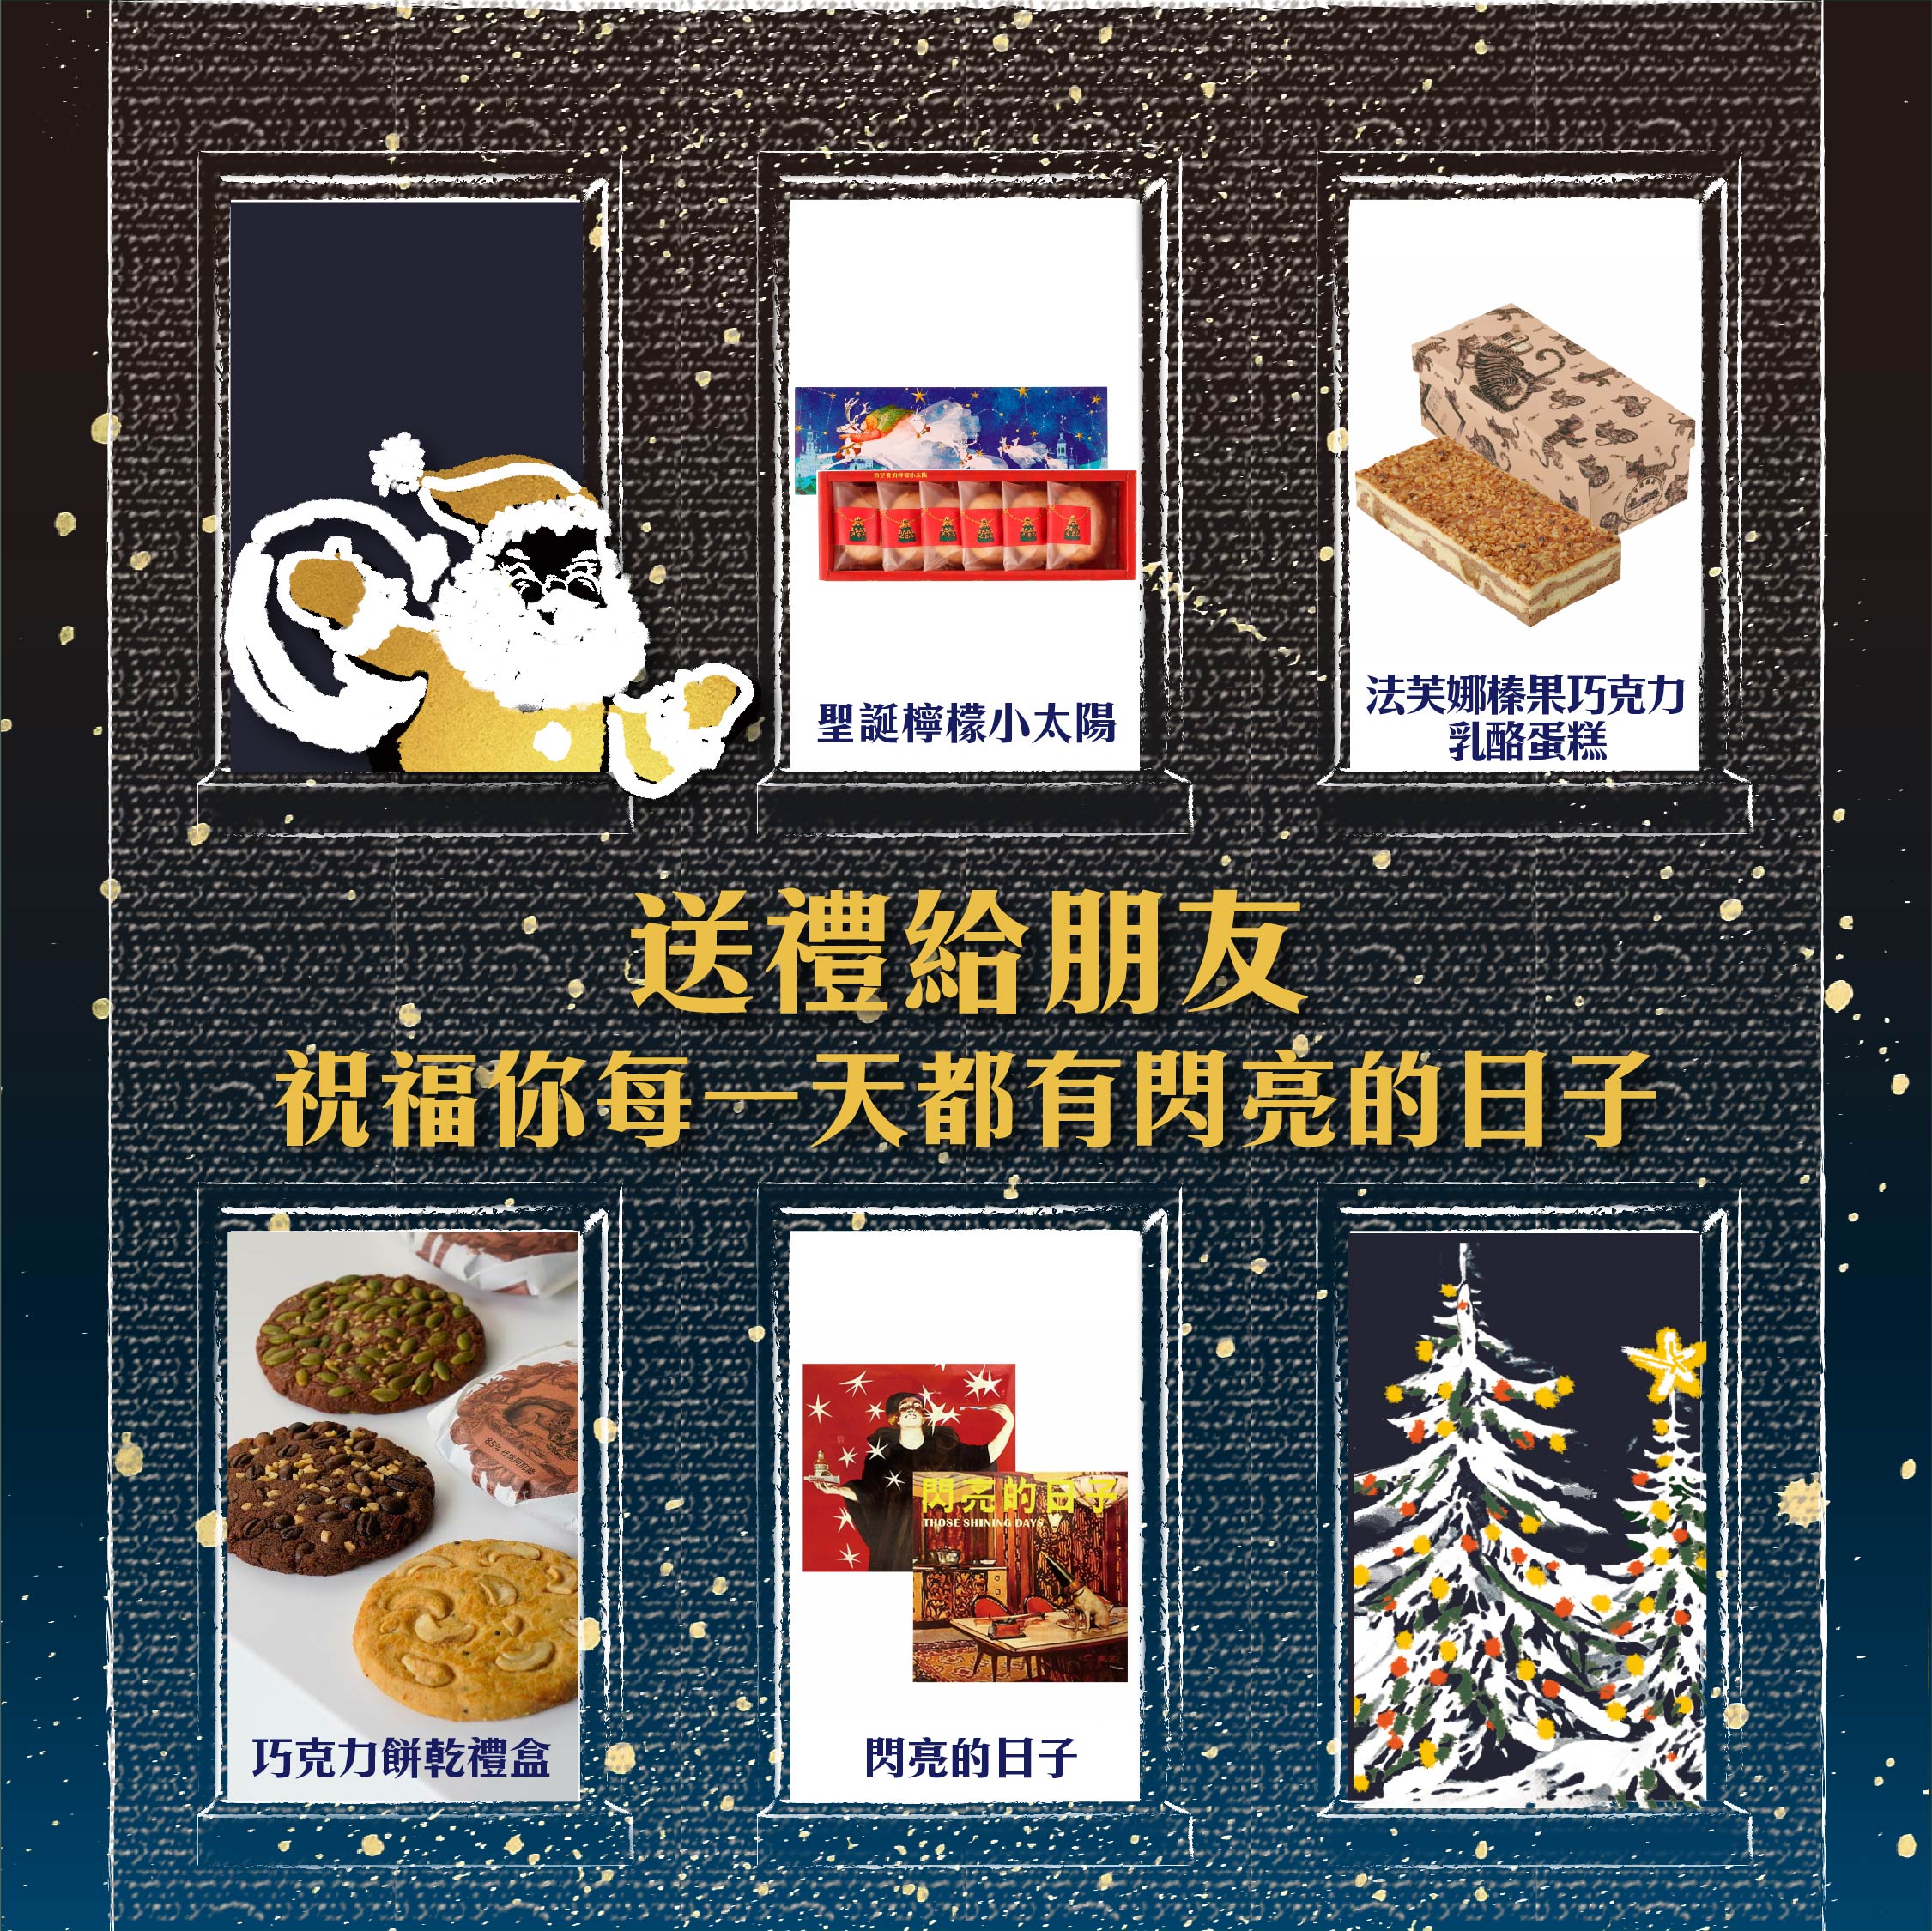 聖誕檸檬小太陽
法芙娜榛果巧克力
乳酪蛋糕
送禮給朋友
祝福你每一天都有閃亮的日子
巧克力餅乾禮盒
閃亮的日子
THOSE SHINING DAYS
閃亮的日子